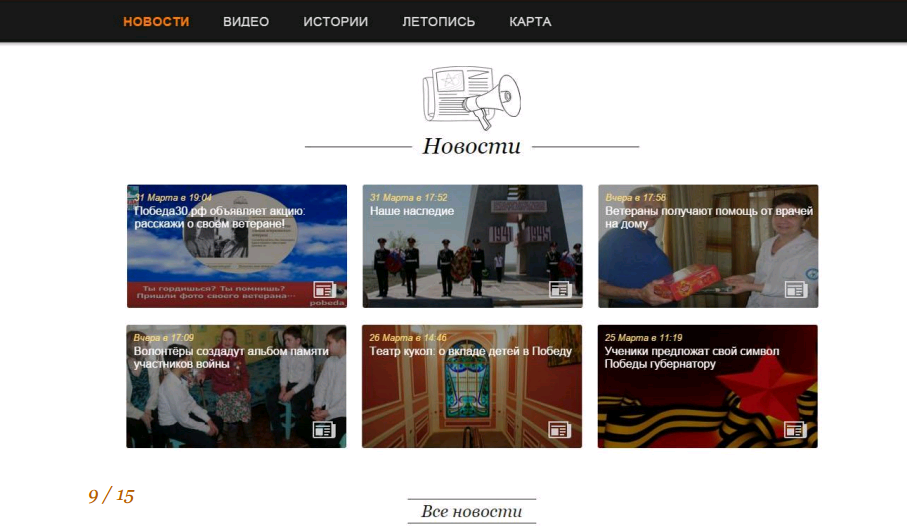 НОВОСТИ ВИДЕО ИСТОРИИ ЛЕТОПИСЬ КАРТА
Новости
31 Марта в 19:04
Победа30.рф объявляет акцию:
расскажи о своём ветеране!
Ты гордишься? Ты помнишь?
Пришли фото своего ветерана...
pobeda
31 Марта в 17:52
Наше наследие
1941 1945
Вчера в 17:58
Ветераны получают помощь от врачей
на дому
Вчера в 17:09
Волонтёры создадут альбом памяти
участников войны
26 Марта в 14:46
Театр кукол: о вкладе детей в Победу
25 Марта в 11:19
Ученики предложат свой символ
Победы губернатору
9 / 15
Все новости